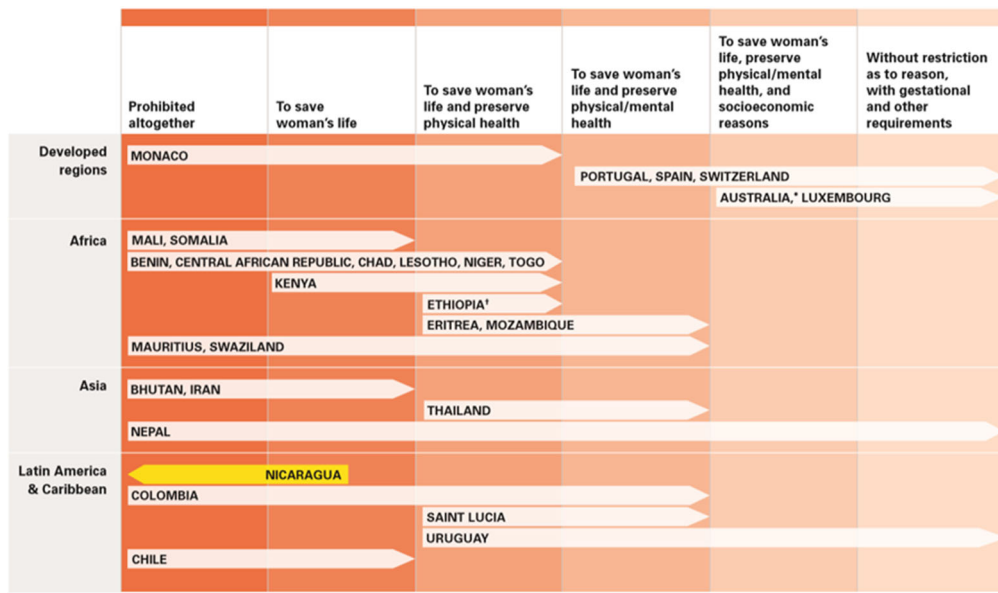 Prohibited
altogether
To save
woman's life
To save woman's
life and preserve
physical health
To save woman's
life and preserve
physical/mental
health
To save woman's
life, preserve
physical/mental
health, and
socioeconomic
reasons
Without restriction
as to reason,
with gestational
and other
requirements
Developed
regions
MONACO
PORTUGAL, SPAIN, SWITZERLAND
AUSTRALIA,* LUXEMBOURG
Africa
MALI, SOMALIA
BENIN, CENTRAL AFRICAN REPUBLIC, CHAD, LESOTHO, NIGER, TOGO
KENYA
ETHIOPIA†
ERITREA, MOZAMBIQUE
MAURITIUS, SWAZILAND
Asia
BHUTAN, IRAN
THAILAND
NEPAL
Latin America
& Caribbean
NICARAGUA
COLOMBIA
SAINT LUCIA
URUGUAY
CHILE